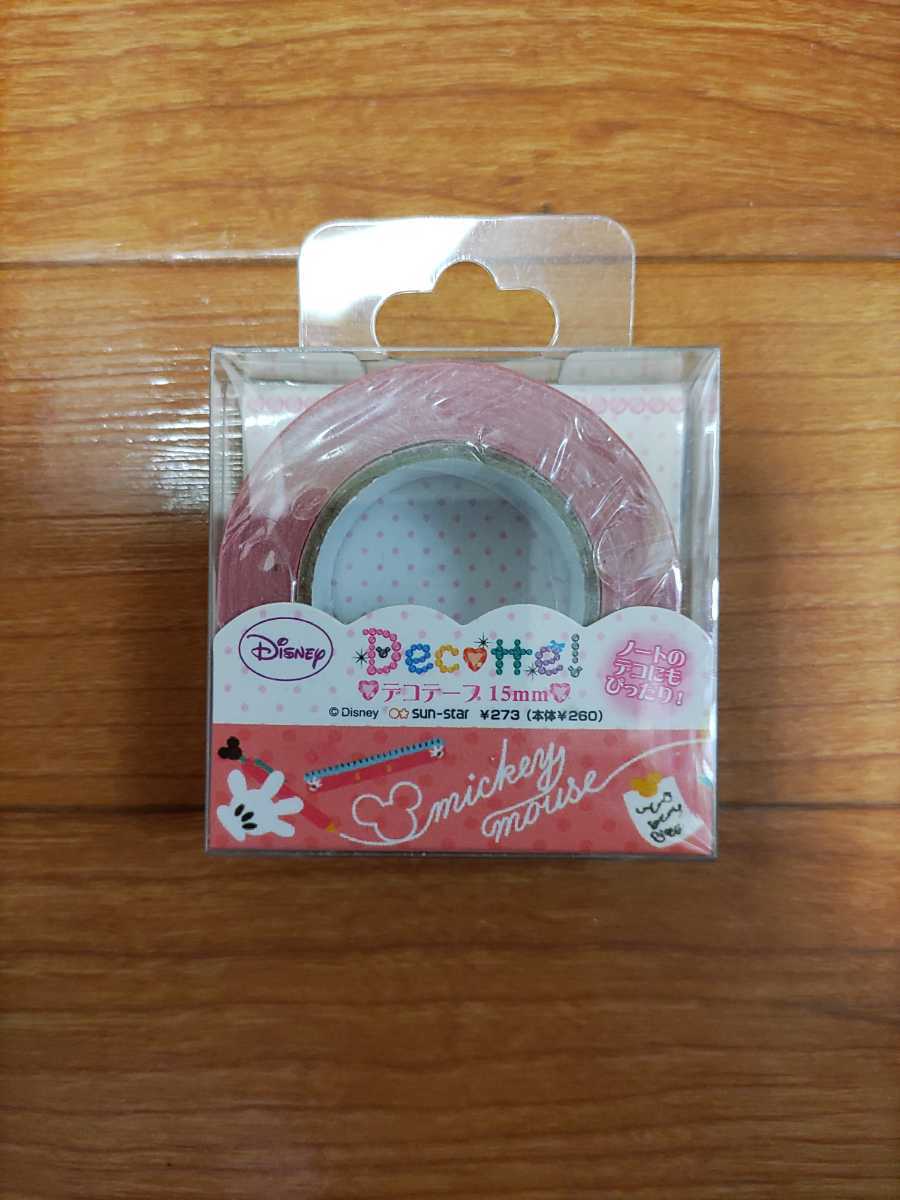 Disney
Decotte!
デコテープ 15mm
ノートの
デコにも
ぴったり!
© Disney sun-star ¥273 (本体¥260)
mickey
mouse